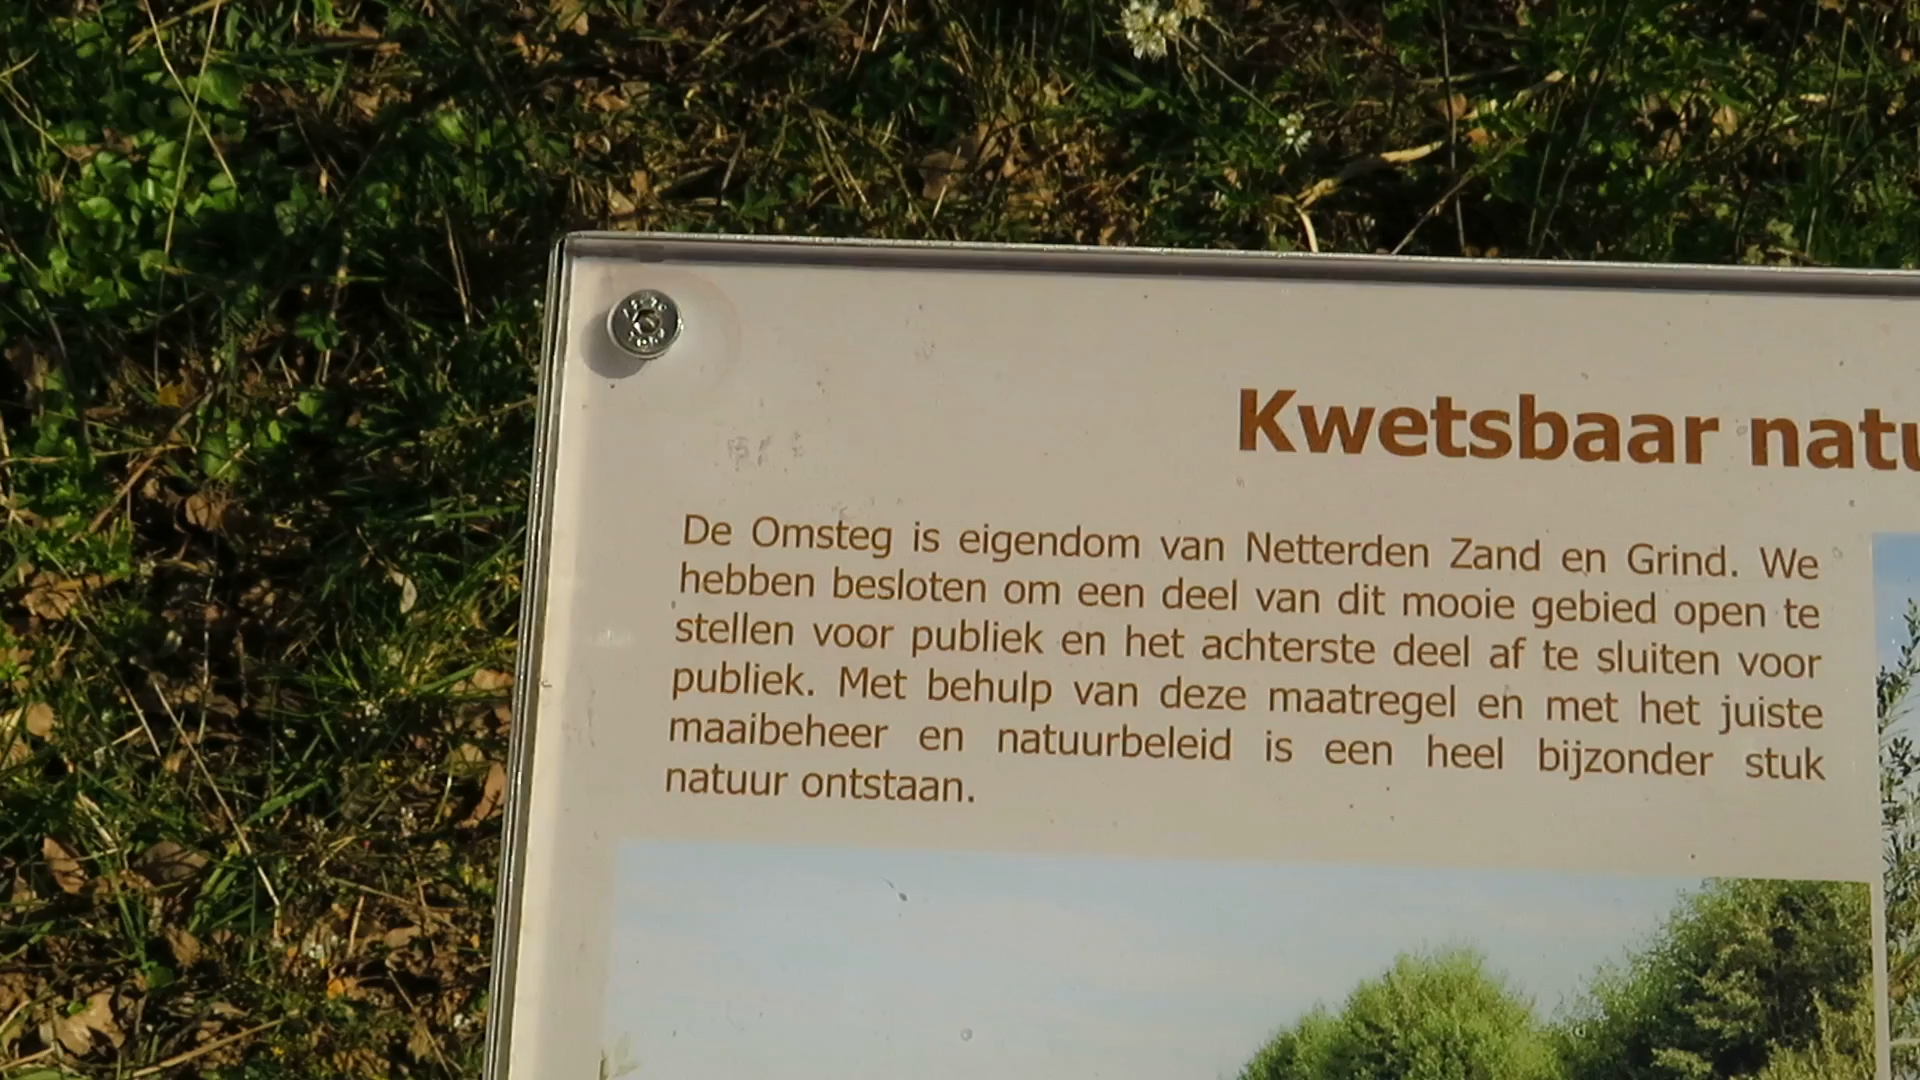 Kwetsbaar
De Omsteg is eigendom van Netterden Zand en Grind. We
hebben besloten om een deel van dit mooie gebied open te
stellen voor publiek en het achterste deel af te sluiten voor
publiek. Met behulp van deze maatregel en met het juiste
maaibeheer en natuurbeleid is een heel bijzonder stuk
natuur ontstaan.